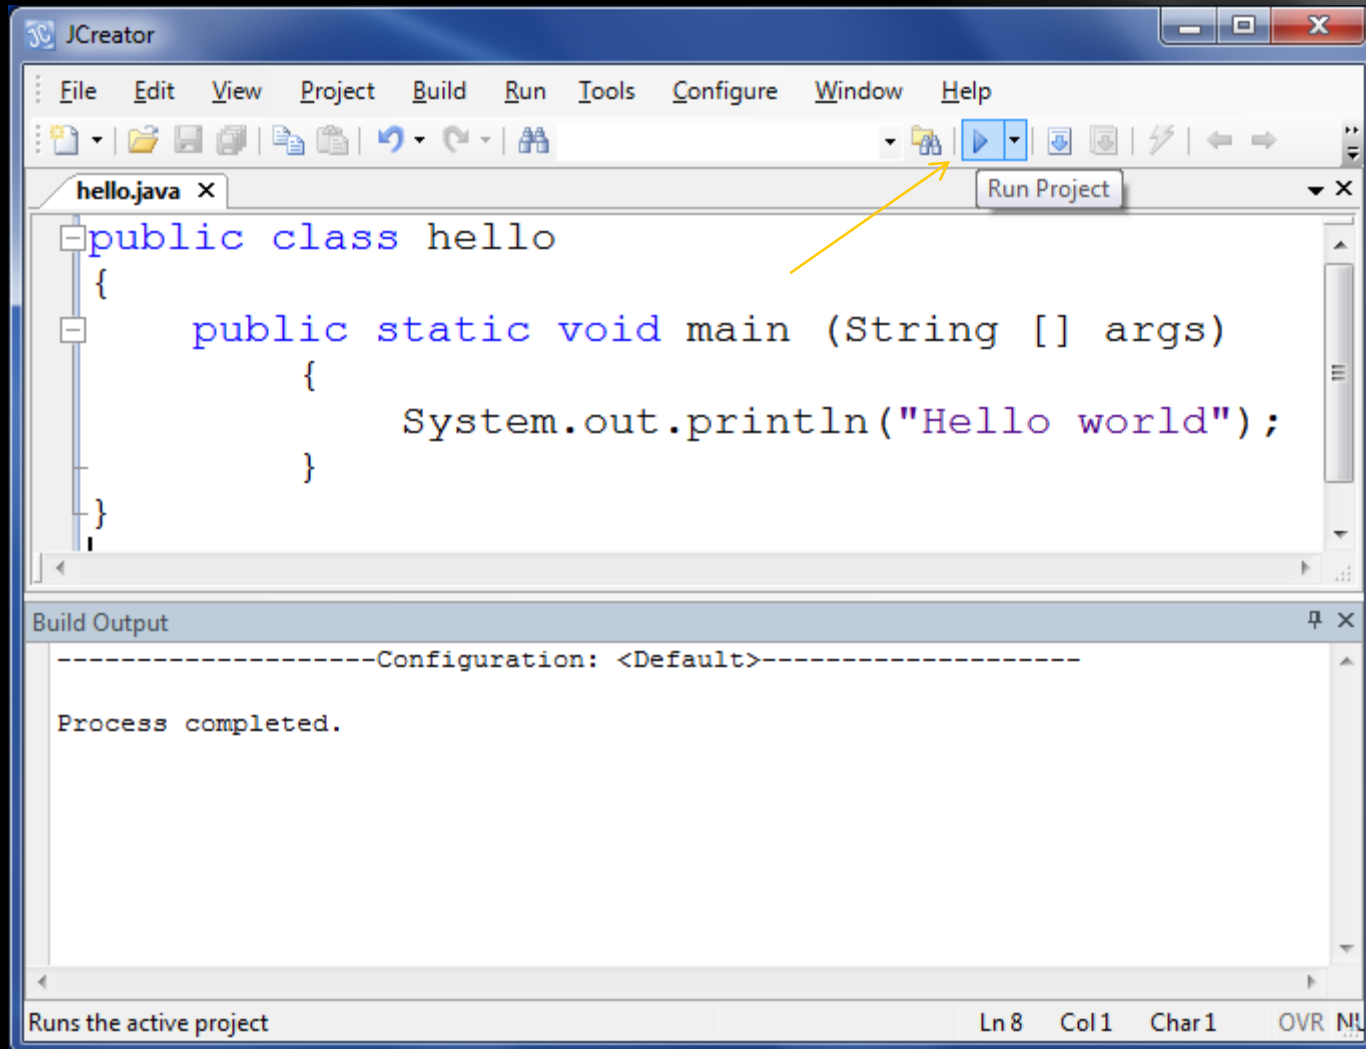 JCreator
File Edit View Project Build Run Tools Configure Window Help
hello.java
Run Project
public class hello
{
public static void main (String [] args)
{
System.out.println("Hello world");
}
}
Build Output
--------------------Configuration: <Default>--------------------
Process completed.
Runs the active project Ln 8 Col 1 Char 1 OVR